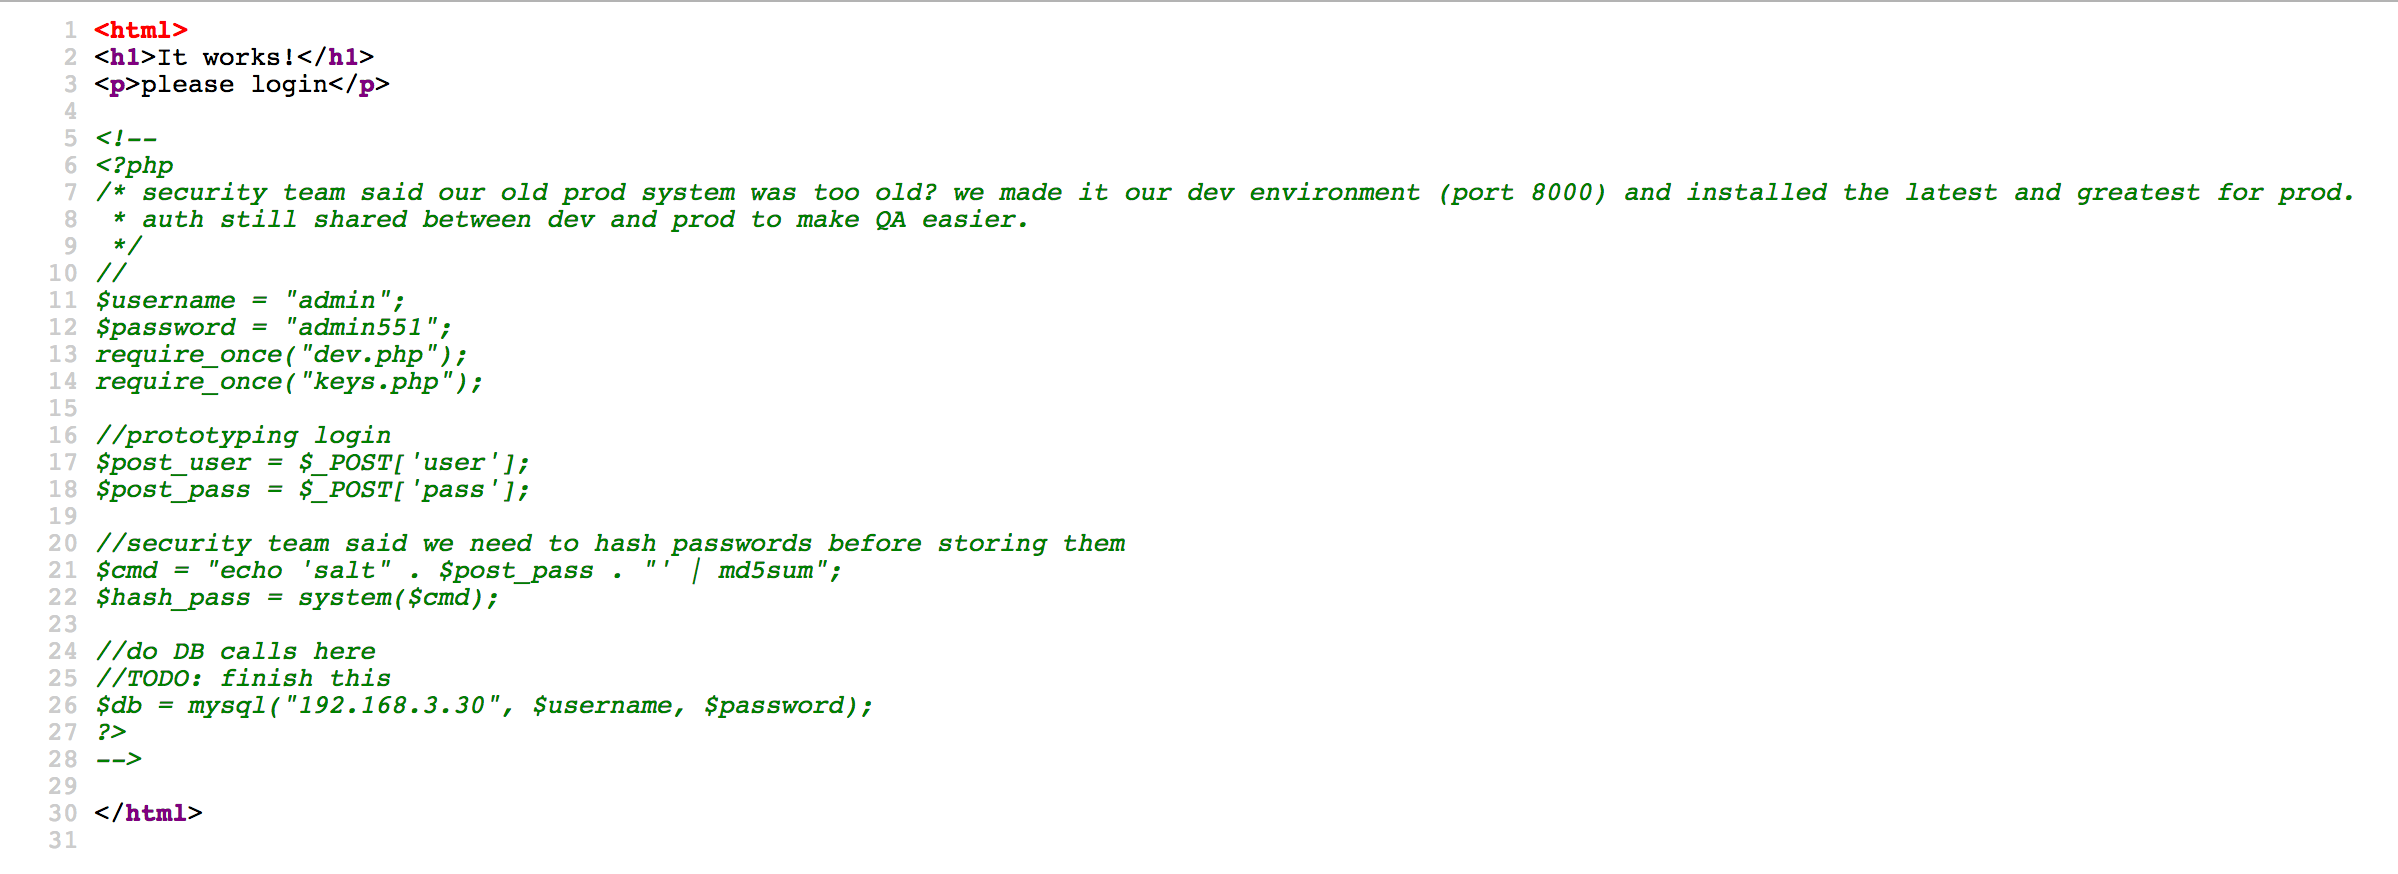 1 <html>
2 <h1>It works!</h1>
3 <p>please login</p>
4
5 <!--
6 <?php
7 /* security team said our old prod system was too old? we made it our dev environment (port 8000) and installed the latest and greatest for prod.
8  * auth still shared between dev and prod to make QA easier.
9  */
10 //
11 $username = "admin";
12 $password = "admin551";
13 require_once("dev.php");
14 require_once("keys.php");
15
16 //prototyping login
17 $post_user = $_POST['user'];
18 $post_pass = $_POST['pass'];
19
20 //security team said we need to hash passwords before storing them
21 $cmd = "echo 'salt" . $post_pass . "' | md5sum";
22 $hash_pass = system($cmd);
23
24 //do DB calls here
25 //TODO: finish this
26 $db = mysql("192.168.3.30", $username, $password);
27 ?>
28 -->
29
30 </html>
31